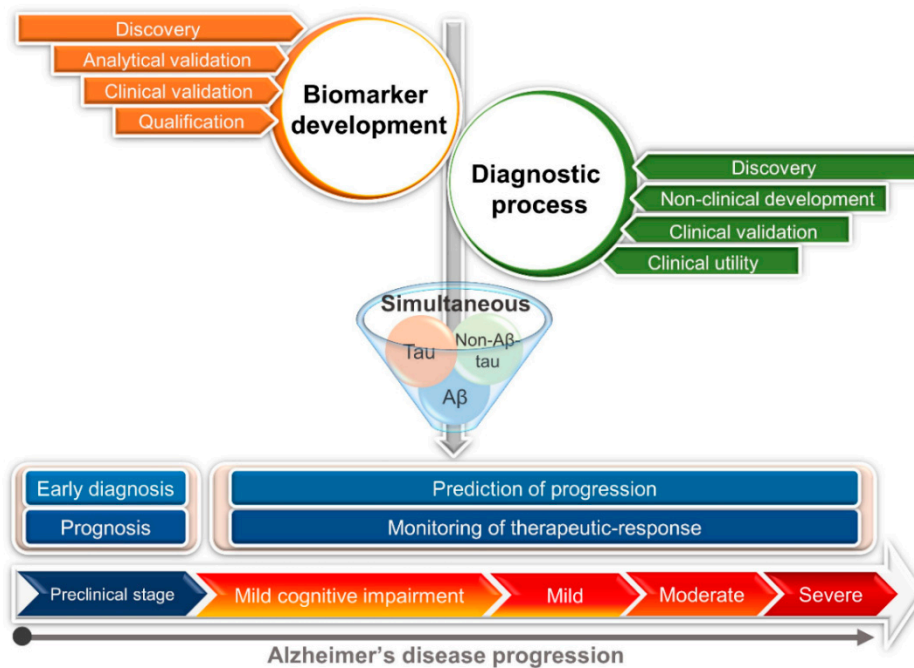 Discovery
Analytical validation
Clinical validation
Qualification
Biomarker
development
Diagnostic
process
Discovery
Non-clinical development
Clinical validation
Clinical utility
Simultaneous
Tau
Non-Aβ-
tau
Aβ
Early diagnosis
Prediction of progression
Prognosis
Monitoring of therapeutic-response
Preclinical stage
Mild cognitive impairment
Mild
Moderate
Severe
Alzheimer's disease progression